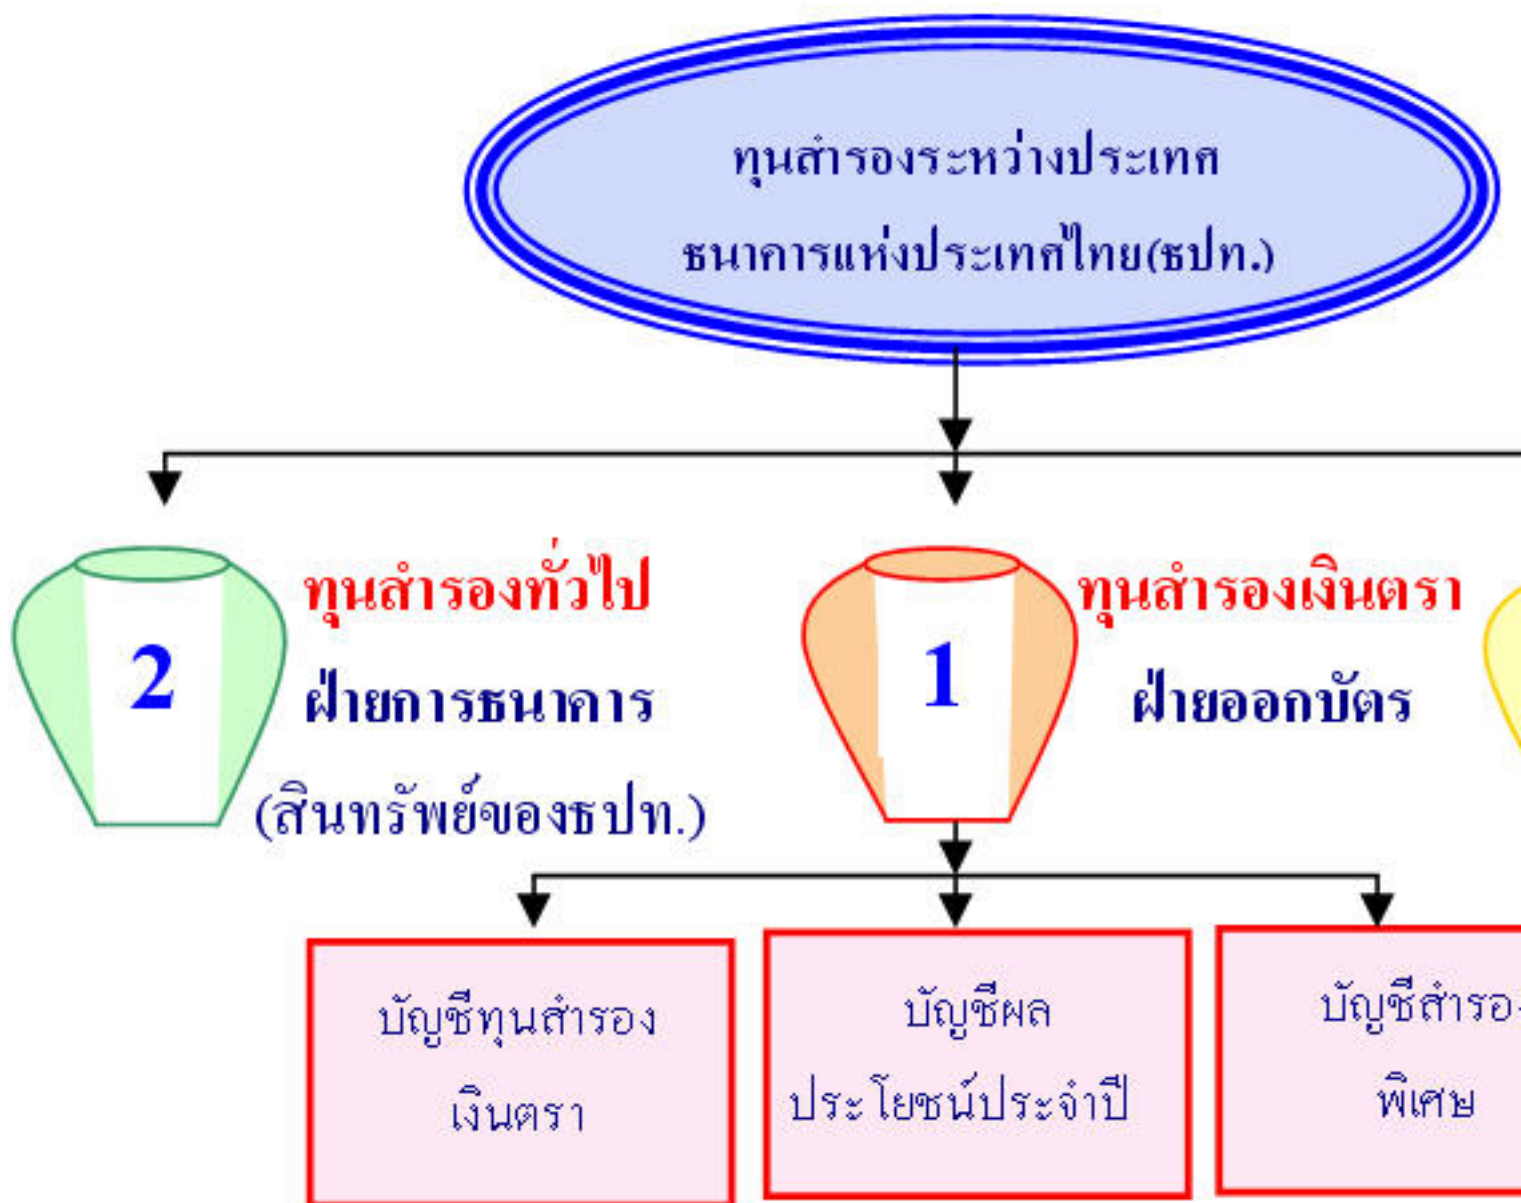 ทุนสำรองระหว่างประเทศ
ธนาคารแห่งประเทศไทย(ธปท.)
2
ทุนสำรองทั่วไป
ฝ่ายการธนาคาร
(สินทรัพย์ของธปท.)
1
ทุนสำรองเงินตรา
ฝ่ายออกบัตร
บัญชีทุนสำรอง
เงินตรา
บัญชีผล
ประโยชน์ประจำปี
บัญชีสำรอง
พิเศษ